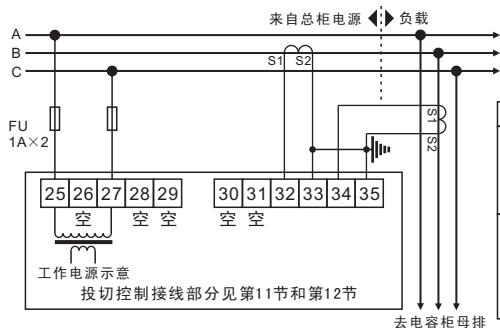 来自总柜电源 负载
A
B
C
S1 S2
FU
1A×2
S1
S2
25 26 27 28 29 30 31 32 33 34 35
空 空 空 空 空
工作电源示意
投切控制接线部分见第11节和第12节
去电容柜母排